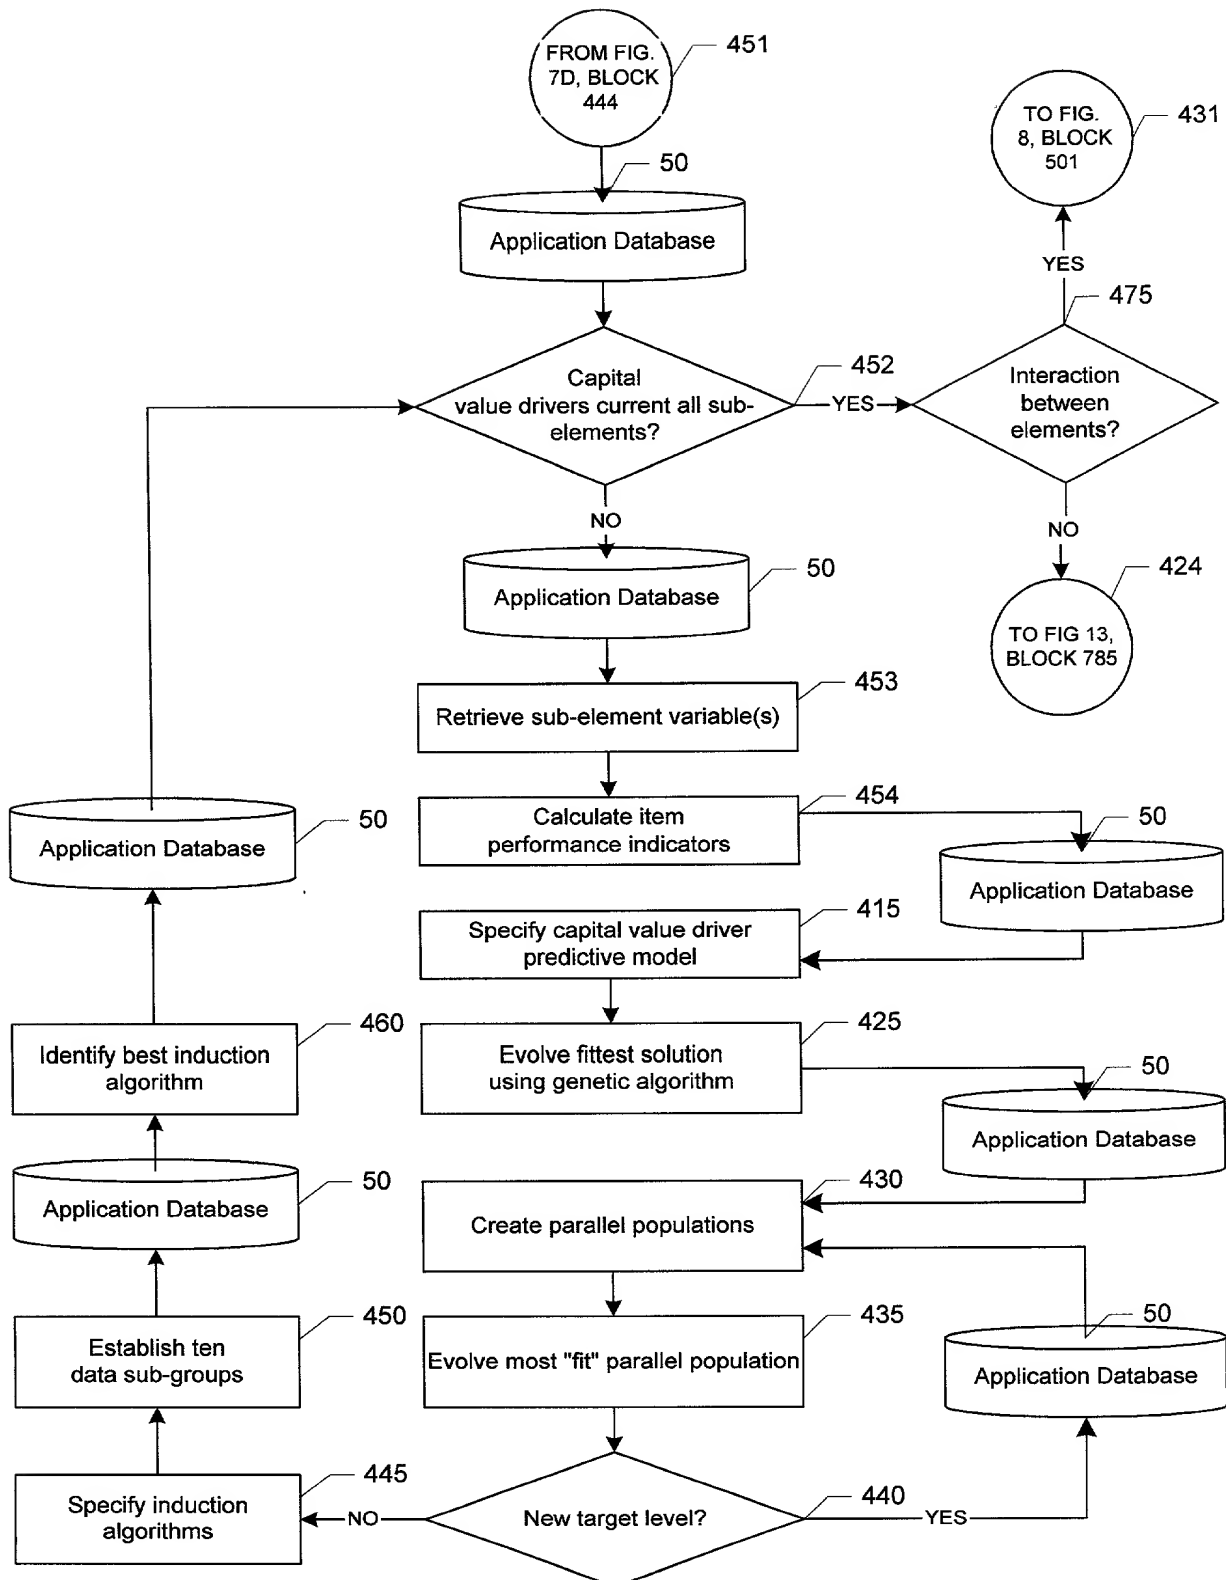 FROM FIG.
7D, BLOCK
444
451
TO FIG.
8, BLOCK
501
431
50
Application Database
YES
475
Capital
value drivers current all sub-
elements?
452
YES
Interaction
between
elements?
NO
NO
50
Application Database
424
TO FIG 13,
BLOCK 785
453
Retrieve sub-element variable(s)
454
Calculate item
performance indicators
50
Application Database
50
Application Database
415
Specify capital value driver
predictive model
460
Identify best induction
algorithm
425
Evolve fittest solution
using genetic algorithm
50
Application Database
50
Application Database
430
Create parallel populations
450
Establish ten
data sub-groups
435
Evolve most "fit" parallel population
50
Application Database
445
Specify induction
algorithms
NO
New target level?
440
YES